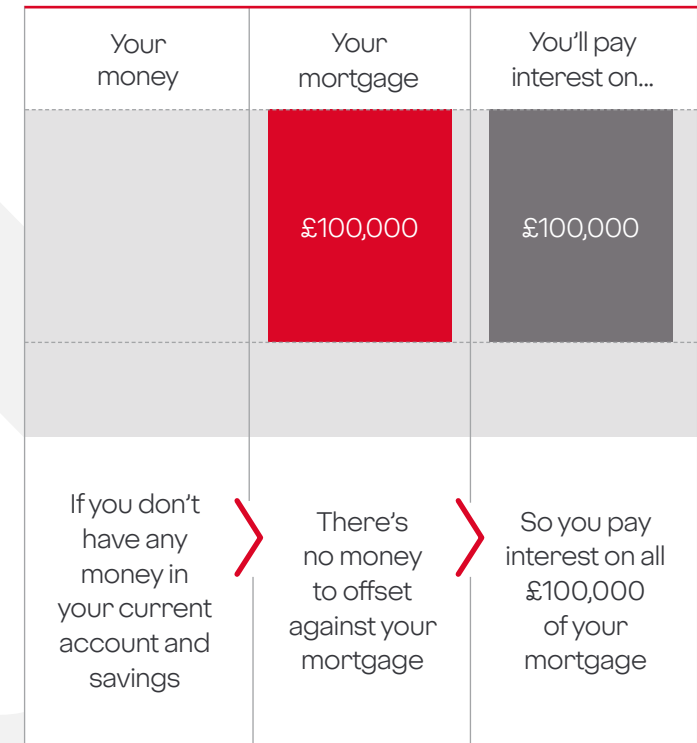 Your
money
Your
mortgage
You'll pay
interest on...
£100,000
£100,000
If you don't
have any
money in
your current
account and
savings
There's
no money
to offset
against your
mortgage
So you pay
interest on all
£100,000
of your
mortgage